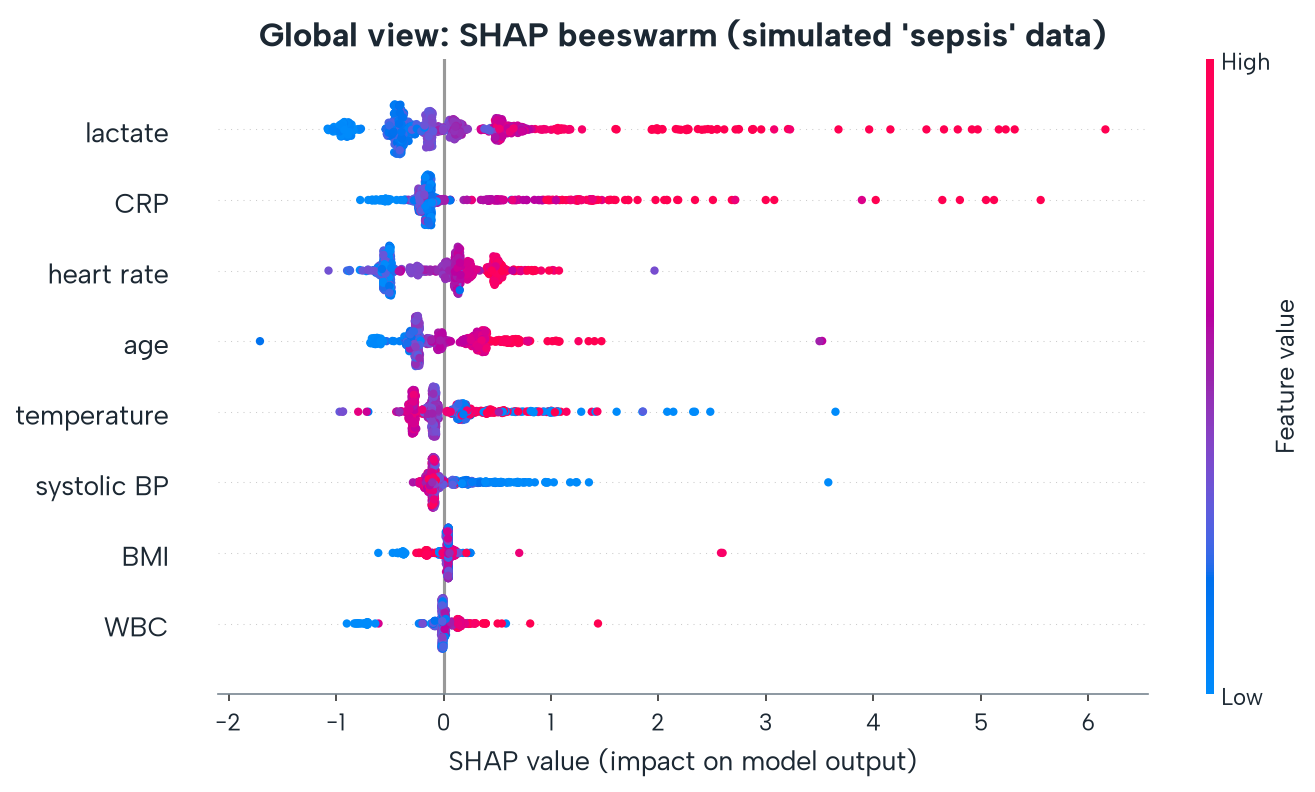 Global view: SHAP beeswarm (simulated 'sepsis' data)
High
lactate
CRP
heart rate
age
temperature
systolic BP
BMI
WBC
Feature value
Low
−2 −1 0 1 2 3 4 5 6
SHAP value (impact on model output)